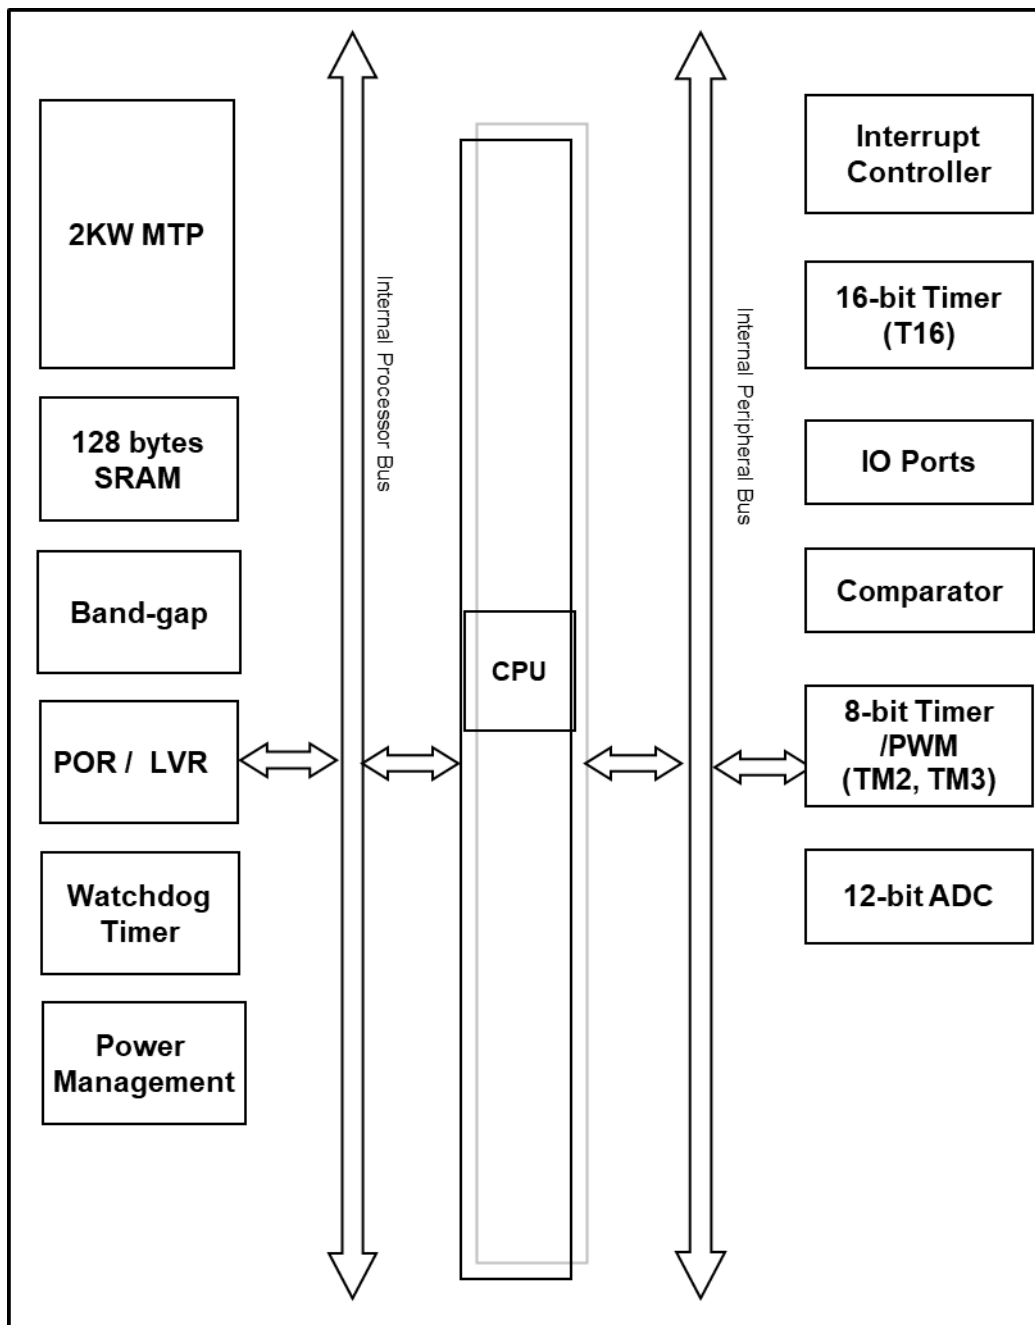 2KW MTP
128 bytes
SRAM
Band-gap
POR / LVR
Watchdog
Timer
Power
Management
Internal Processor Bus
CPU
Internal Peripheral Bus
Interrupt
Controller
16-bit Timer
(T16)
IO Ports
Comparator
8-bit Timer
/PWM
(TM2, TM3)
12-bit ADC